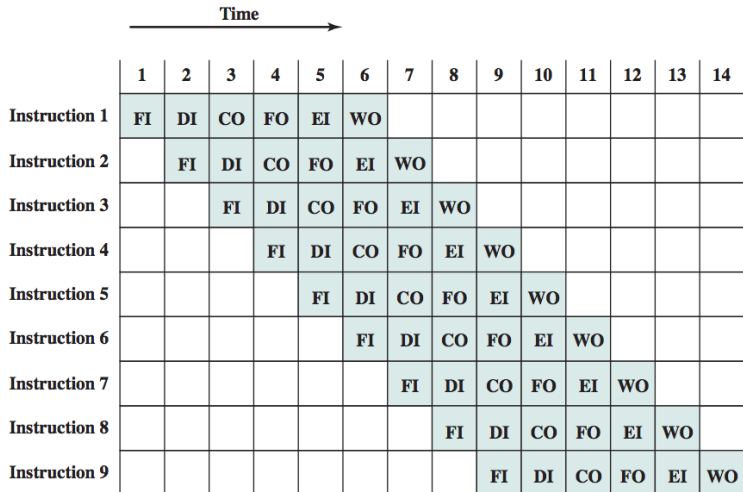 Time
1 2 3 4 5 6 7 8 9 10 11 12 13 14
Instruction 1 FI DI CO FO EI WO
Instruction 2 FI DI CO FO EI WO
Instruction 3 FI DI CO FO EI WO
Instruction 4 FI DI CO FO EI WO
Instruction 5 FI DI CO FO EI WO
Instruction 6 FI DI CO FO EI WO
Instruction 7 FI DI CO FO EI WO
Instruction 8 FI DI CO FO EI WO
Instruction 9 FI DI CO FO EI WO